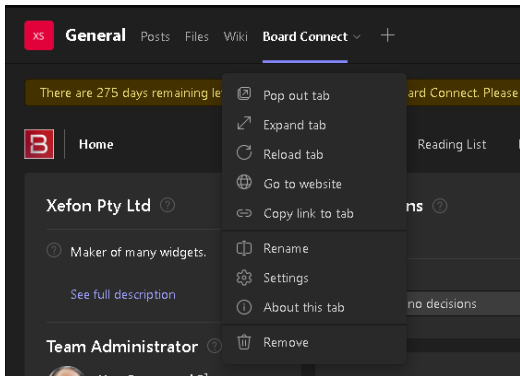 XS General Posts Files Wiki Board Connect
There are 275 days remaining le
ard Connect. Please
Pop out tab
Expand tab
Reload tab
Go to website
Copy link to tab
Rename
Settings
About this tab
Remove
B Home
Reading List
Xefon Pty Ltd
ns
Maker of many widgets.
See full description
no decisions
Team Administrator